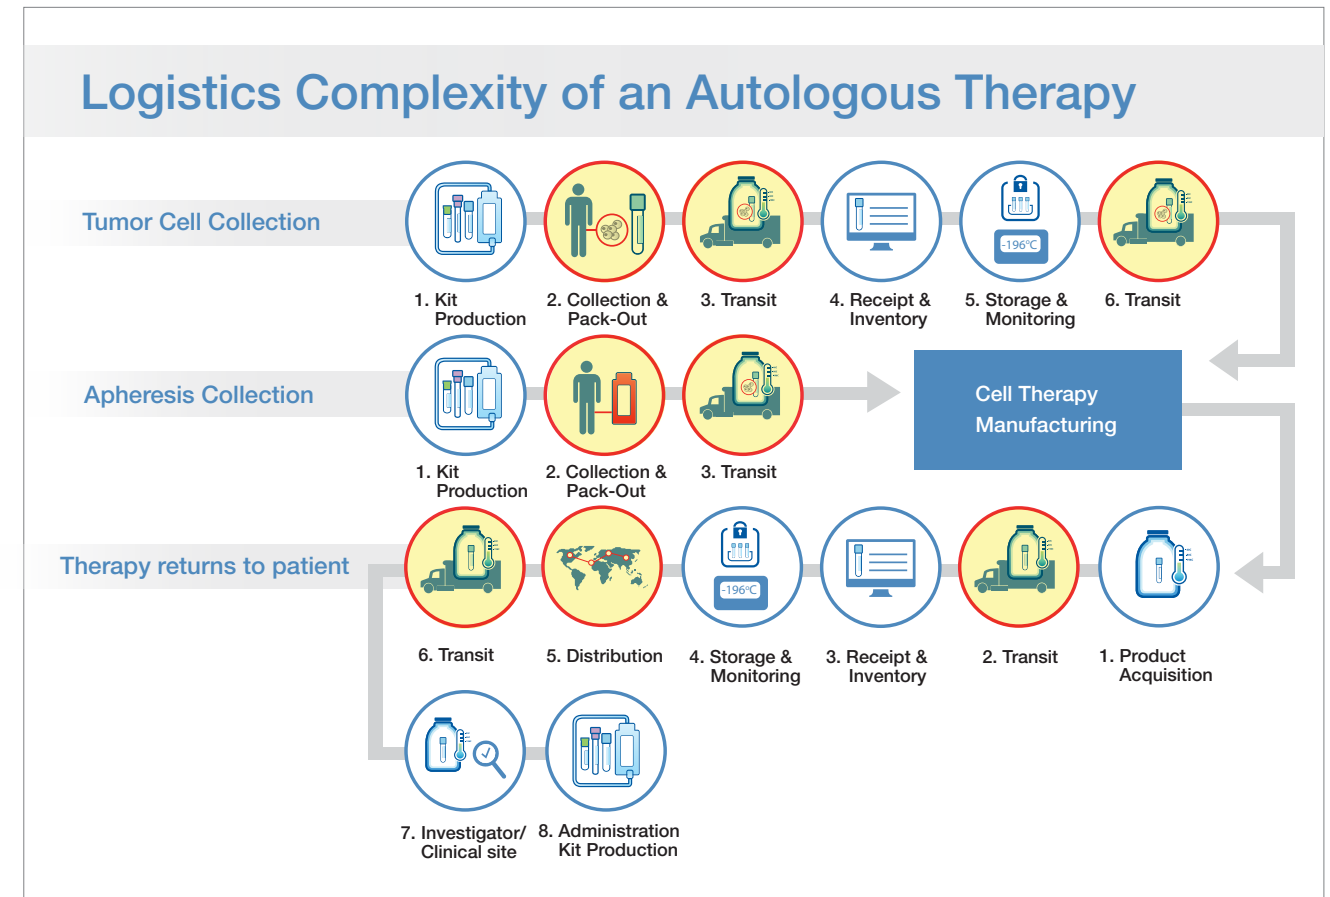 Logistics Complexity of an Autologous Therapy
Tumor Cell Collection
-196°C
1. Kit
Production
2. Collection &
Pack-Out
3. Transit
4. Receipt &
Inventory
5. Storage &
Monitoring
6. Transit
Apheresis Collection
Cell Therapy
Manufacturing
1. Kit
Production
2. Collection &
Pack-Out
3. Transit
Therapy returns to patient
-196°C
6. Transit
5. Distribution
4. Storage &
Monitoring
3. Receipt &
Inventory
2. Transit
1. Product
Acquisition
7. Investigator/
Clinical site
8. Administration
Kit Production